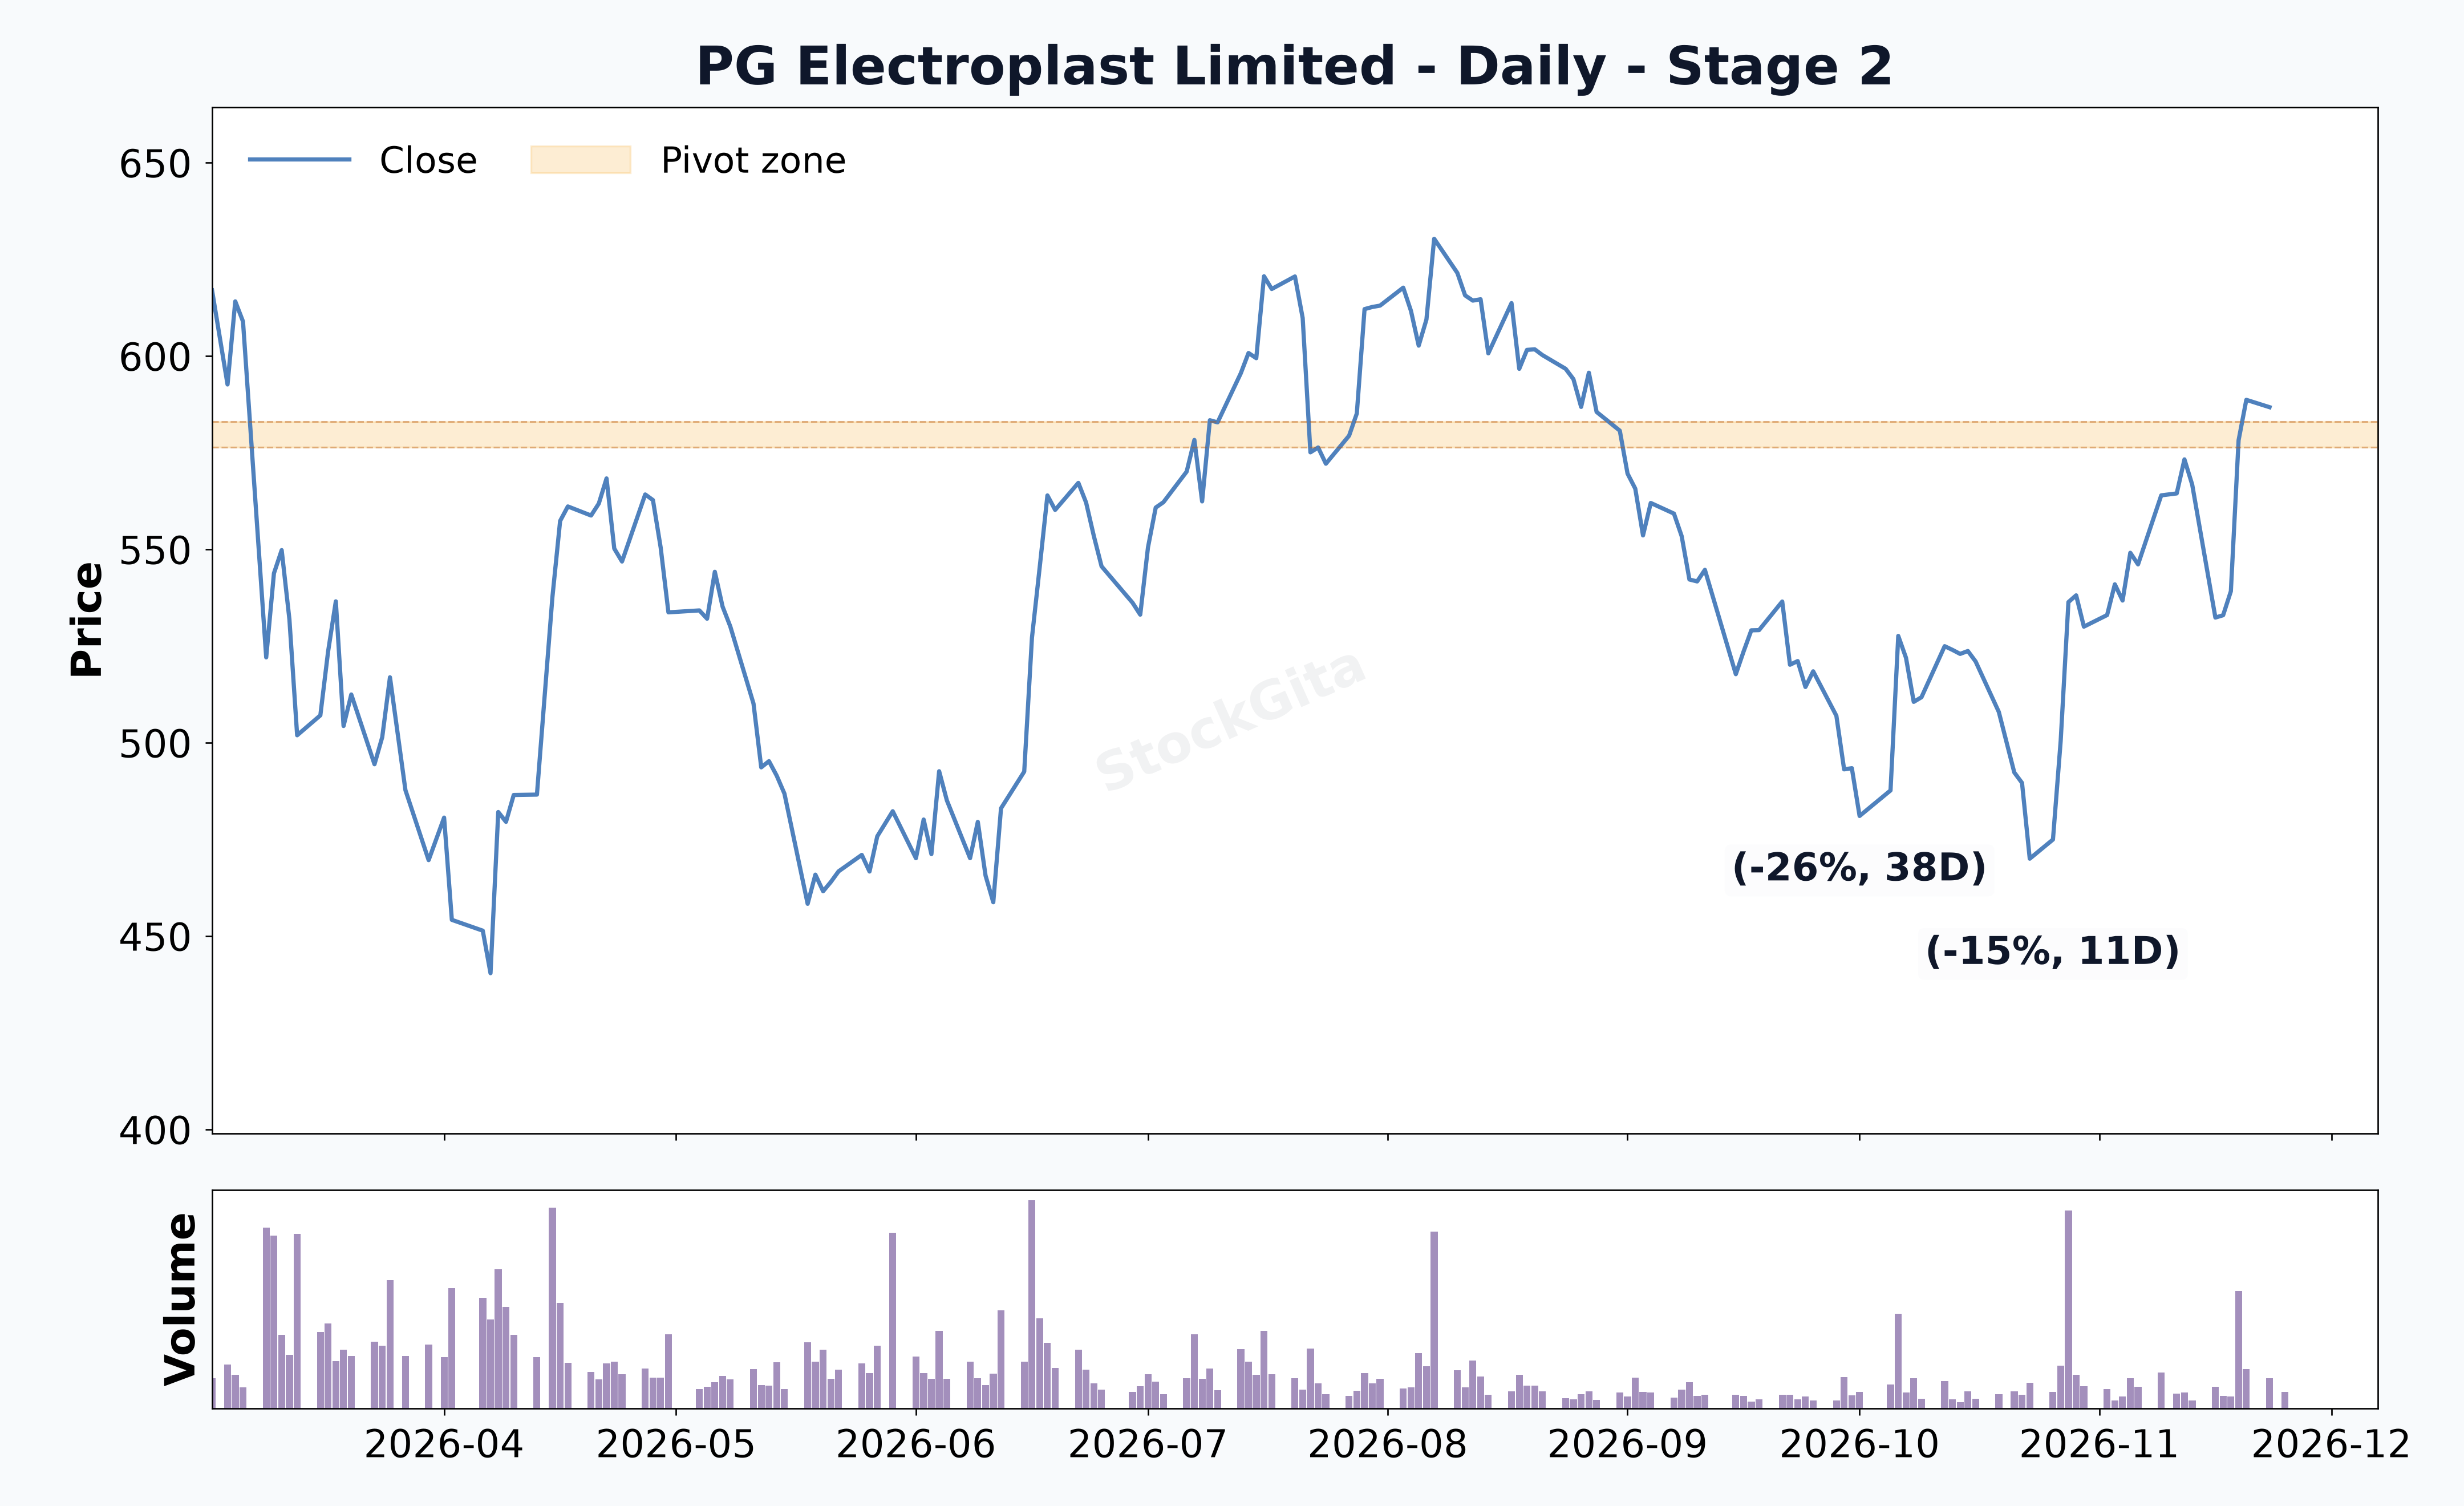 PG Electroplast Limited - Daily - Stage 2
Close
Pivot zone
650
600
550
500
450
400
Price
StockGita
(-26%, 38D)
(-15%, 11D)
Volume
2026-04
2026-05
2026-06
2026-07
2026-08
2026-09
2026-10
2026-11
2026-12